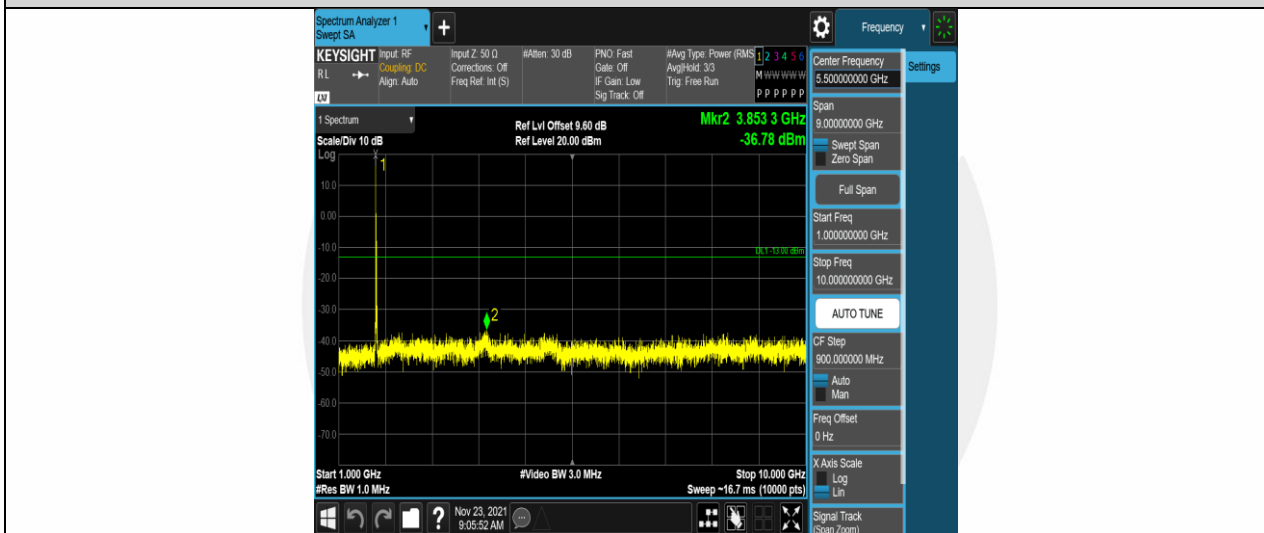 Spectrum Analyzer 1
Swept SA
+
Frequency
KEYSIGHT
RL
LXI
Input: RF
Coupling: DC
Align: Auto
Input Z: 50 Ω
Corrections: Off
Freq Ref: Int (S)
#Atten: 30 dB
PNO: Fast
Gate: Off
IF Gain: Low
Sig Track: Off
#Avg Type: Power (RMS
Avg|Hold: 3/3
Trig: Free Run
1 2 3 4 5 6
M W W W W W
P P P P P P
1 Spectrum
Scale/Div 10 dB
Log
Ref Lvl Offset 9.60 dB
Ref Level 20.00 dBm
Mkr2 3.853 3 GHz
-36.78 dBm
1
10.0
0.00
-10.0
DL1 -13.00 dBm
-20.0
-30.0
2
-40.0
-50.0
-60.0
-70.0
Start 1.000 GHz
#Res BW 1.0 MHz
#Video BW 3.0 MHz
Stop 10.000 GHz
Sweep ~16.7 ms (10000 pts)
?
Nov 23, 2021
9:05:52 AM
Center Frequency
5.500000000 GHz
Settings
Span
9.00000000 GHz
Swept Span
Zero Span
Full Span
Start Freq
1.000000000 GHz
Stop Freq
10.000000000 GHz
AUTO TUNE
CF Step
900.000000 MHz
Auto
Man
Freq Offset
0 Hz
X Axis Scale
Log
Lin
Signal Track
(Span Zoom)